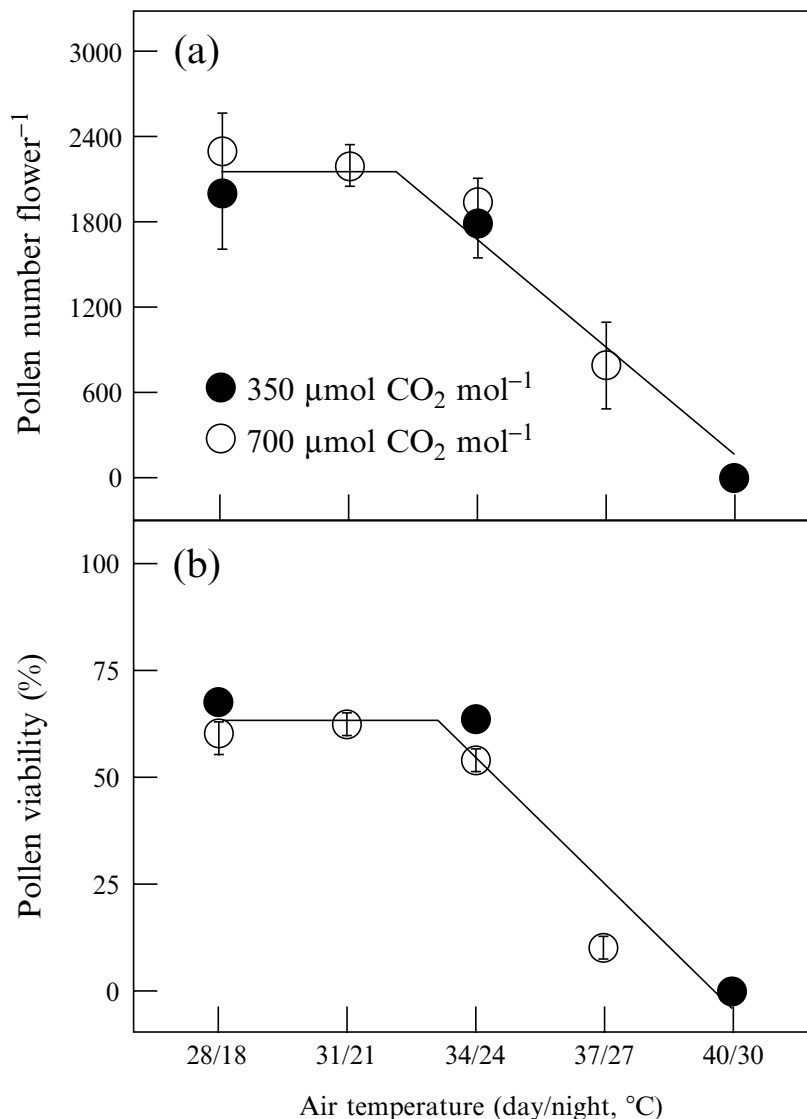 (a)
3000
2400
1800
1200
600
0
Pollen number flower⁻¹
350 μmol CO₂ mol⁻¹
700 μmol CO₂ mol⁻¹
(b)
100
75
50
25
0
Pollen viability (%)
28/18 31/21 34/24 37/27 40/30
Air temperature (day/night, °C)